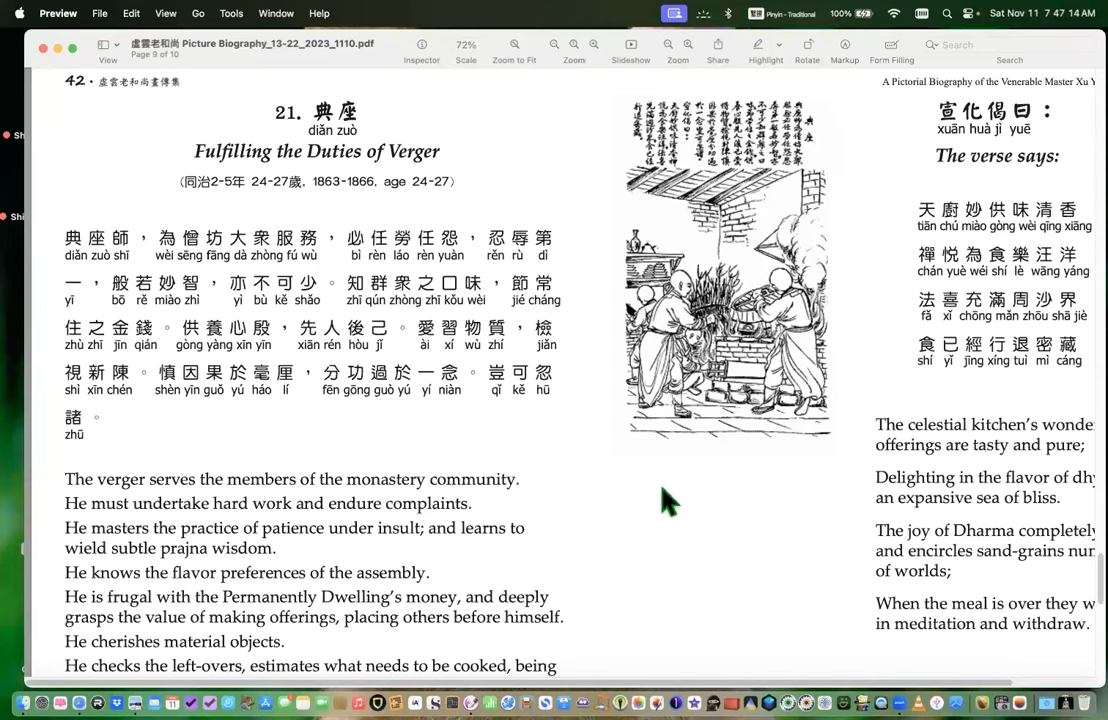 Preview File Edit View Go Tools Window Help
Pinyin - Traditional 100% Sat Nov 11 7 47 14 AM
虛雲老和尚 Picture Biography_13-22_2023_1110.pdf
Page 9 of 10
72%
Search
View Inspector Scale Zoom to Fit Zoom Slideshow Zoom Share Highlight Rotate Markup Form Filling Search
Shi
Shi
42 · 虛雲老和尚畫傳集
21. 典座
diǎn zuò
Fulfilling the Duties of Verger
(同治2-5年 24-27歲, 1863-1866, age 24-27)
典座師，為僧坊大衆服務，必任勞任怨，忍辱第
diǎn zuò shī wèi sēng fāng dà zhòng fú wù bì rèn láo rèn yuàn rěn rù dì
一，般若妙智，亦不可少。知群衆之口味，節常
yī bō rě miào zhì yì bù kě shǎo zhī qún zhòng zhī kǒu wèi jié cháng
住之金錢。供養心殷，先人後己。愛習物質，檢
zhù zhī jīn qián gòng yàng xīn yīn xiān rén hòu jǐ ài xí wù zhí jiǎn
視新陳。慎因果於毫厘，分功過於一念。豈可忽
shì xīn chén shèn yīn guǒ yú háo lí fēn gōng guò yú yí niàn qǐ kě hū
諸。
zhū
The verger serves the members of the monastery community.
He must undertake hard work and endure complaints.
He masters the practice of patience under insult; and learns to
wield subtle prajna wisdom.
He knows the flavor preferences of the assembly.
He is frugal with the Permanently Dwelling's money, and deeply
grasps the value of making offerings, placing others before himself.
He cherishes material objects.
He checks the left-overs, estimates what needs to be cooked, being
典座
A Pictorial Biography of the Venerable Master Xu Y
宣化偈曰：
xuān huà jì yuē
The verse says:
天廚妙供味清香
tiān chú miào gòng wèi qīng xiāng
禪悅為食樂汪洋
chán yuè wéi shí lè wāng yáng
法喜充滿周沙界
fǎ xǐ chōng mǎn zhōu shā jiè
食已經行退密藏
shí yǐ jīng xíng tuì mì cáng
The celestial kitchen's wonde
offerings are tasty and pure;
Delighting in the flavor of dhy
an expansive sea of bliss.
The joy of Dharma completely
and encircles sand-grains num
of worlds;
When the meal is over they w
in meditation and withdraw.